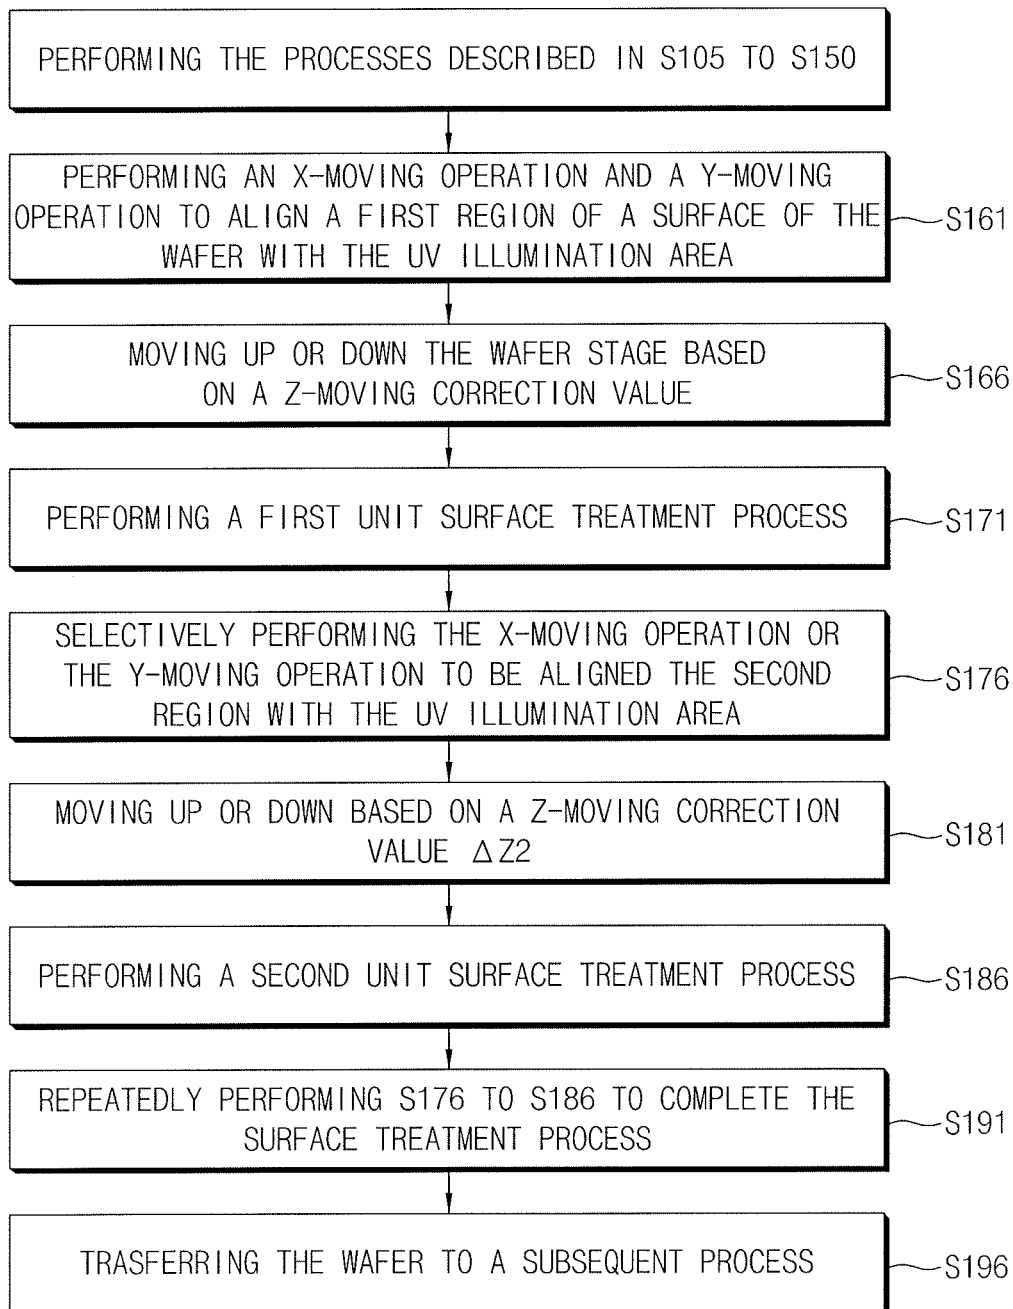 PERFORMING THE PROCESSES DESCRIBED IN S105 TO S150
PERFORMING AN X-MOVING OPERATION AND A Y-MOVING
OPERATION TO ALIGN A FIRST REGION OF A SURFACE OF THE
WAFER WITH THE UV ILLUMINATION AREA
S161
MOVING UP OR DOWN THE WAFER STAGE BASED
ON A Z-MOVING CORRECTION VALUE
S166
PERFORMING A FIRST UNIT SURFACE TREATMENT PROCESS
S171
SELECTIVELY PERFORMING THE X-MOVING OPERATION OR
THE Y-MOVING OPERATION TO BE ALIGNED THE SECOND
REGION WITH THE UV ILLUMINATION AREA
S176
MOVING UP OR DOWN BASED ON A Z-MOVING CORRECTION
VALUE ΔZ2
S181
PERFORMING A SECOND UNIT SURFACE TREATMENT PROCESS
S186
REPEATEDLY PERFORMING S176 TO S186 TO COMPLETE THE
SURFACE TREATMENT PROCESS
S191
TRASFERRING THE WAFER TO A SUBSEQUENT PROCESS
S196